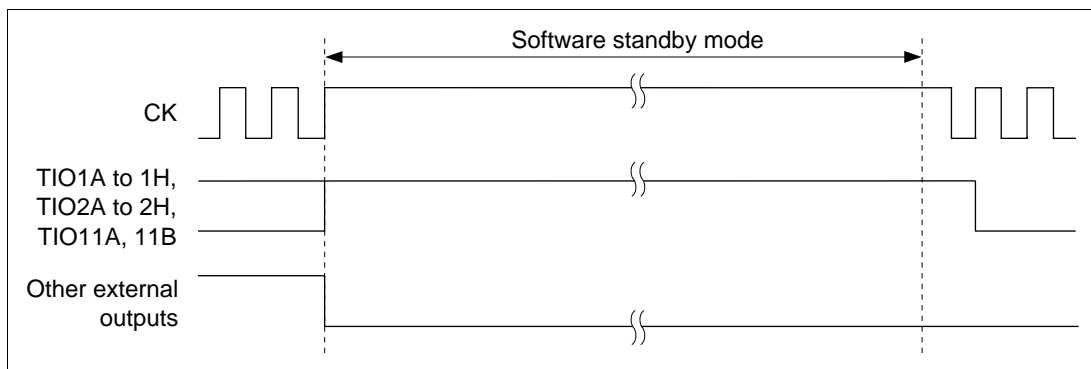 Software standby mode
CK
TIO1A to 1H,
TIO2A to 2H,
TIO11A, 11B
Other external
outputs